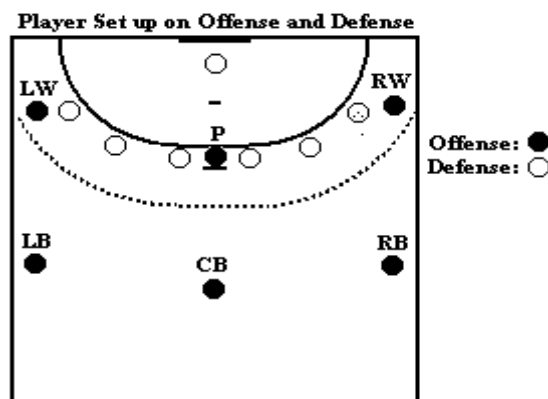 Player Set up on Offense and Defense
LW
RW
P
Offense:
Defense:
LB
CB
RB